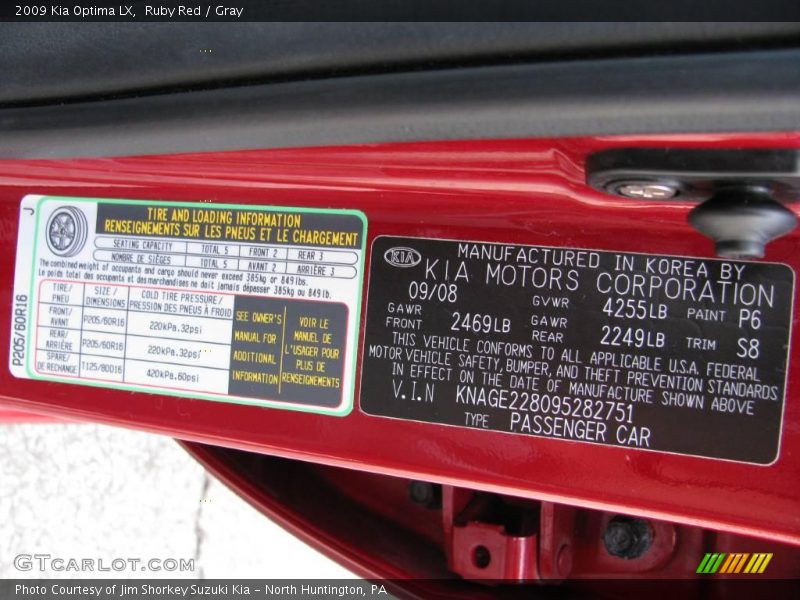 2009 Kia Optima LX, Ruby Red / Gray
J
P205/60R16
TIRE AND LOADING INFORMATION
RENSEIGNEMENTS SUR LES PNEUS ET LE CHARGEMENT
SEATING CAPACITY TOTAL 5 FRONT 2 REAR 3
NOMBRE DE SIÈGES TOTAL 5 AVANT 2 ARRIÈRE 3
The combined weight of occupants and cargo should never exceed 385kg or 849lbs.
Le poids total des occupants et des marchandises ne doit jamais dépasser 385kg ou 849 lb.
TIRE/ PNEU SIZE / DIMENSIONS COLD TIRE PRESSURE / PRESSION DES PNEUS À FROID
FRONT/ AVANT P205/60R16 220kPa.32psi
REAR/ ARRIÈRE P205/60R16 220kPa.32psi
SPARE/ DE RECHANGE T125/80D16 420kPa.60psi
SEE OWNER'S
MANUAL FOR
ADDITIONAL
INFORMATION
VOIR LE
MANUEL DE
L'USAGER POUR
PLUS DE
RENSEIGNEMENTS
KIA
MANUFACTURED IN KOREA BY
KIA MOTORS CORPORATION
09/08 GVWR 4255LB PAINT P6
GAWR FRONT 2469LB GAWR REAR 2249LB TRIM S8
THIS VEHICLE CONFORMS TO ALL APPLICABLE U.S.A. FEDERAL
MOTOR VEHICLE SAFETY, BUMPER, AND THEFT PREVENTION STANDARDS
IN EFFECT ON THE DATE OF MANUFACTURE SHOWN ABOVE
V.I.N KNAGE228095282751
TYPE PASSENGER CAR
GTCARLOT.COM
Photo Courtesy of Jim Shorkey Suzuki Kia - North Huntington, PA